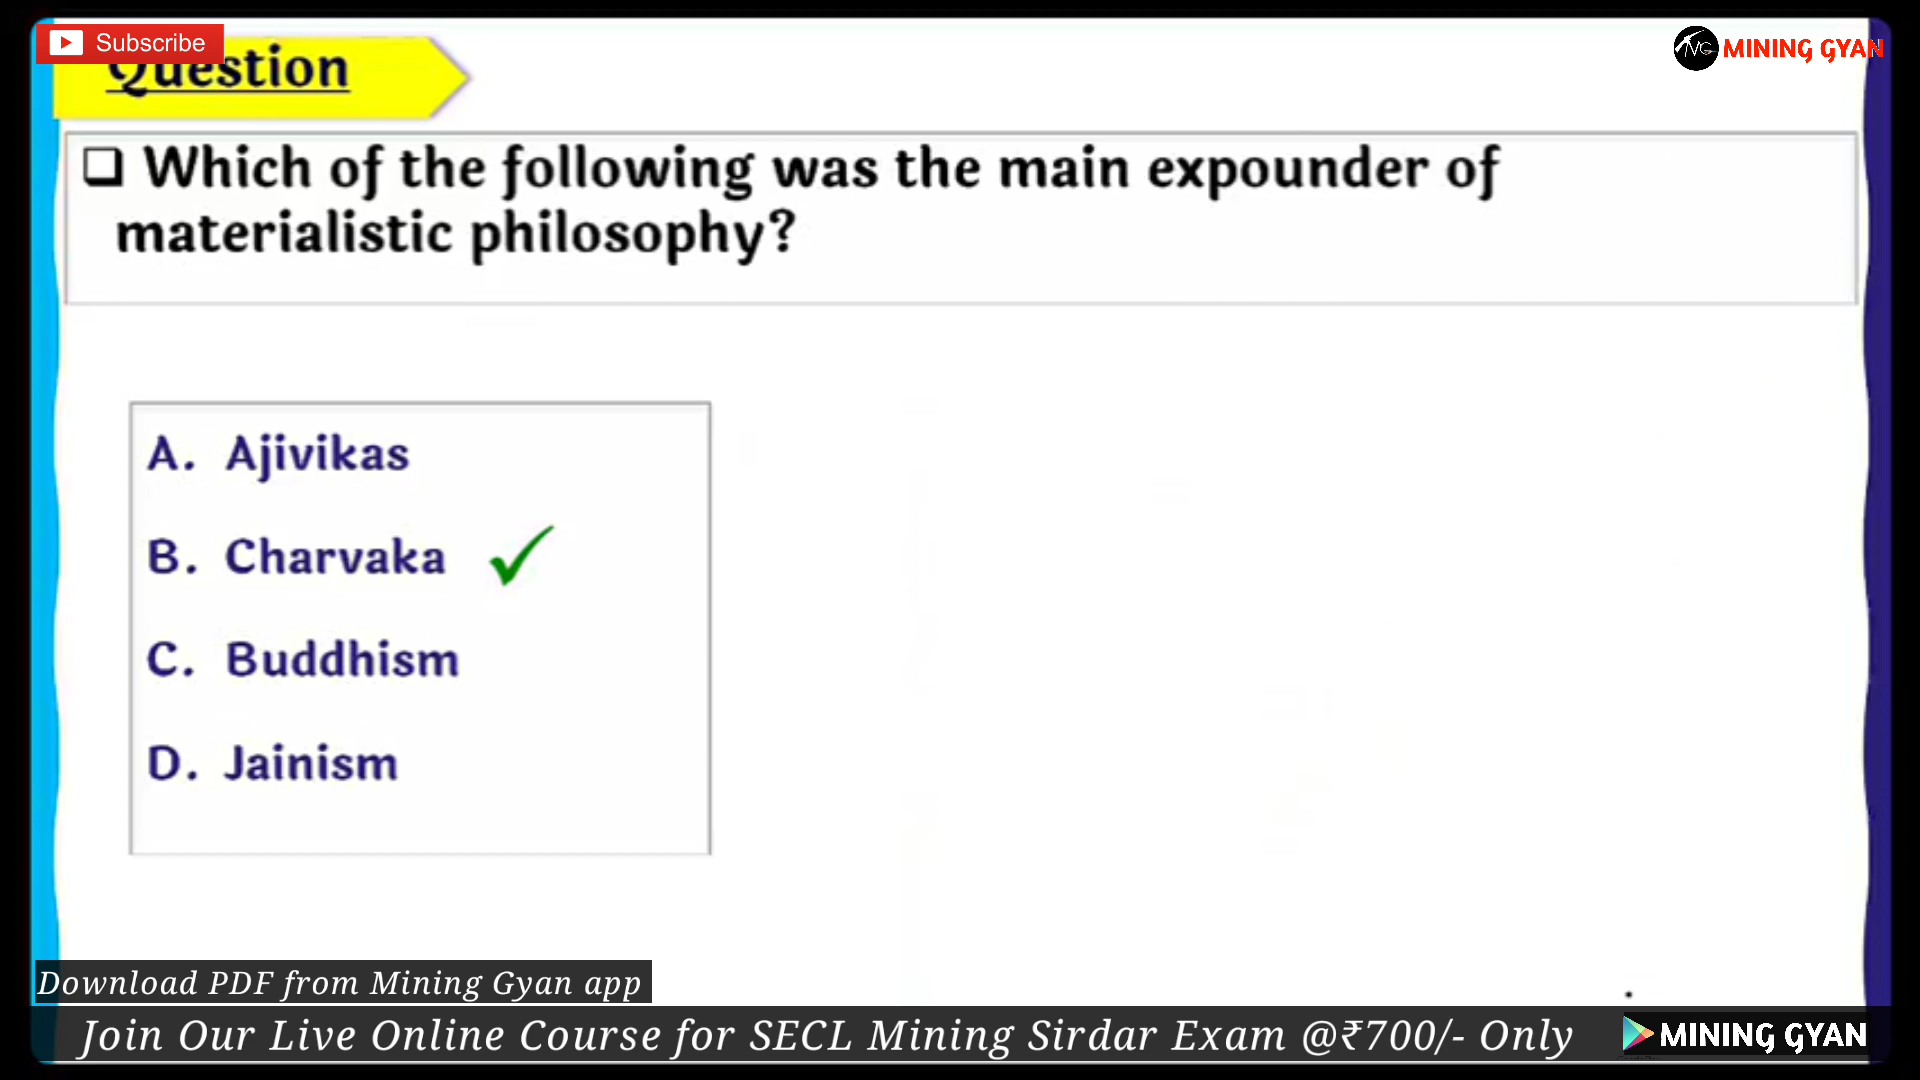 Subscribe
MINING GYAN
Question
❑ Which of the following was the main expounder of
materialistic philosophy?
A. Ajivikas
B. Charvaka
C. Buddhism
D. Jainism
Download PDF from Mining Gyan app
Join Our Live Online Course for SECL Mining Sirdar Exam @₹700/- Only
MINING GYAN